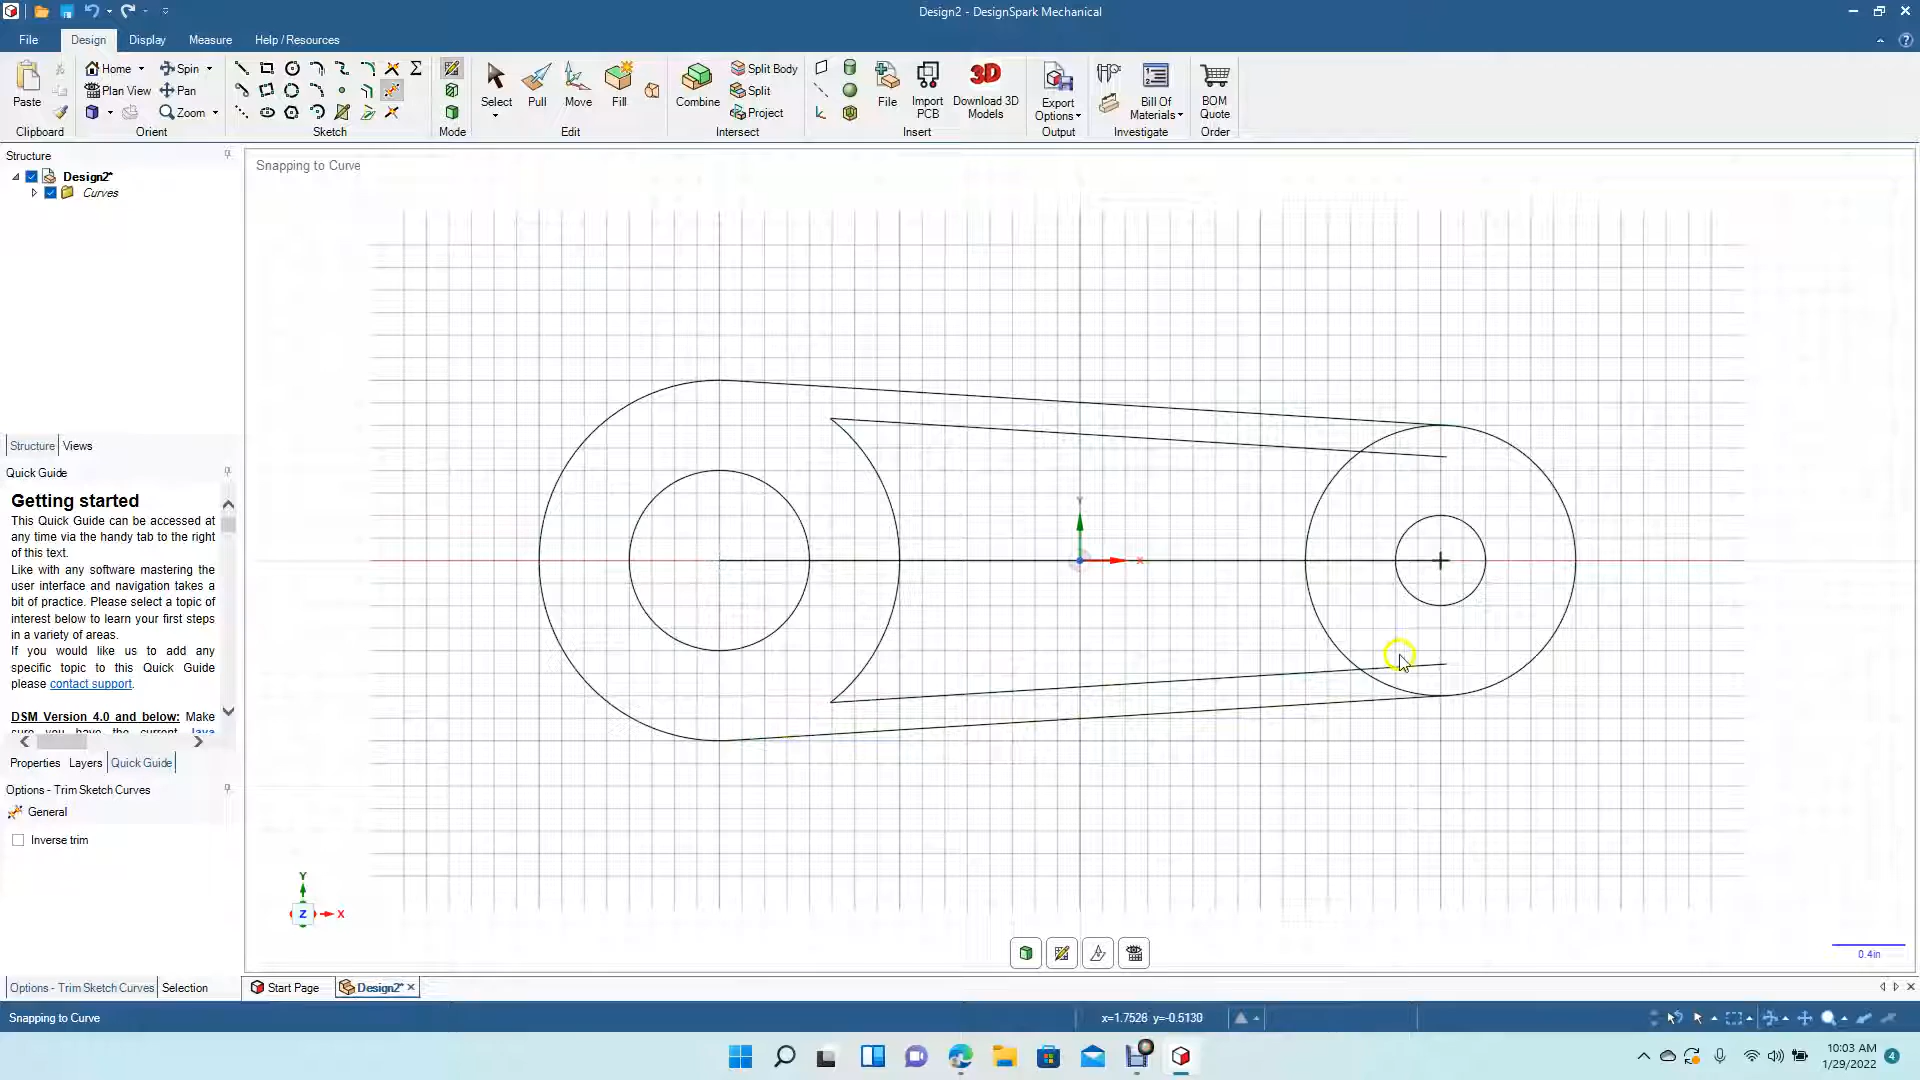 Design2 - DesignSpark Mechanical
File
Design
Display
Measure
Help / Resources
Paste
Home
Spin
Plan View
Pan
Zoom
Select
Pull
Move
Fill
Combine
Split Body
Split
Project
File
Import
PCB
Download 3D
Models
3D
Export
Options
Bill Of
Materials
BOM
Quote
Clipboard
Orient
Sketch
Mode
Edit
Intersect
Insert
Output
Investigate
Order
Structure
Design2*
Curves
Snapping to Curve
Structure
Views
Quick Guide
Getting started
This Quick Guide can be accessed at
any time via the handy tab to the right
of this text.
Like with any software mastering the
user interface and navigation takes a
bit of practice. Please select a topic of
interest below to learn your first steps
in a variety of areas.
If you would like us to add any
specific topic to this Quick Guide
please contact support.
DSM Version 4.0 and below: Make
sure you have the current Java
Properties
Layers
Quick Guide
Options - Trim Sketch Curves
General
Inverse trim
Y
X
Y
Z
X
0.4in
Options - Trim Sketch Curves
Selection
Start Page
Design2*
Snapping to Curve
x=1.7526 y=-0.5130
10:03 AM
1/29/2022
4